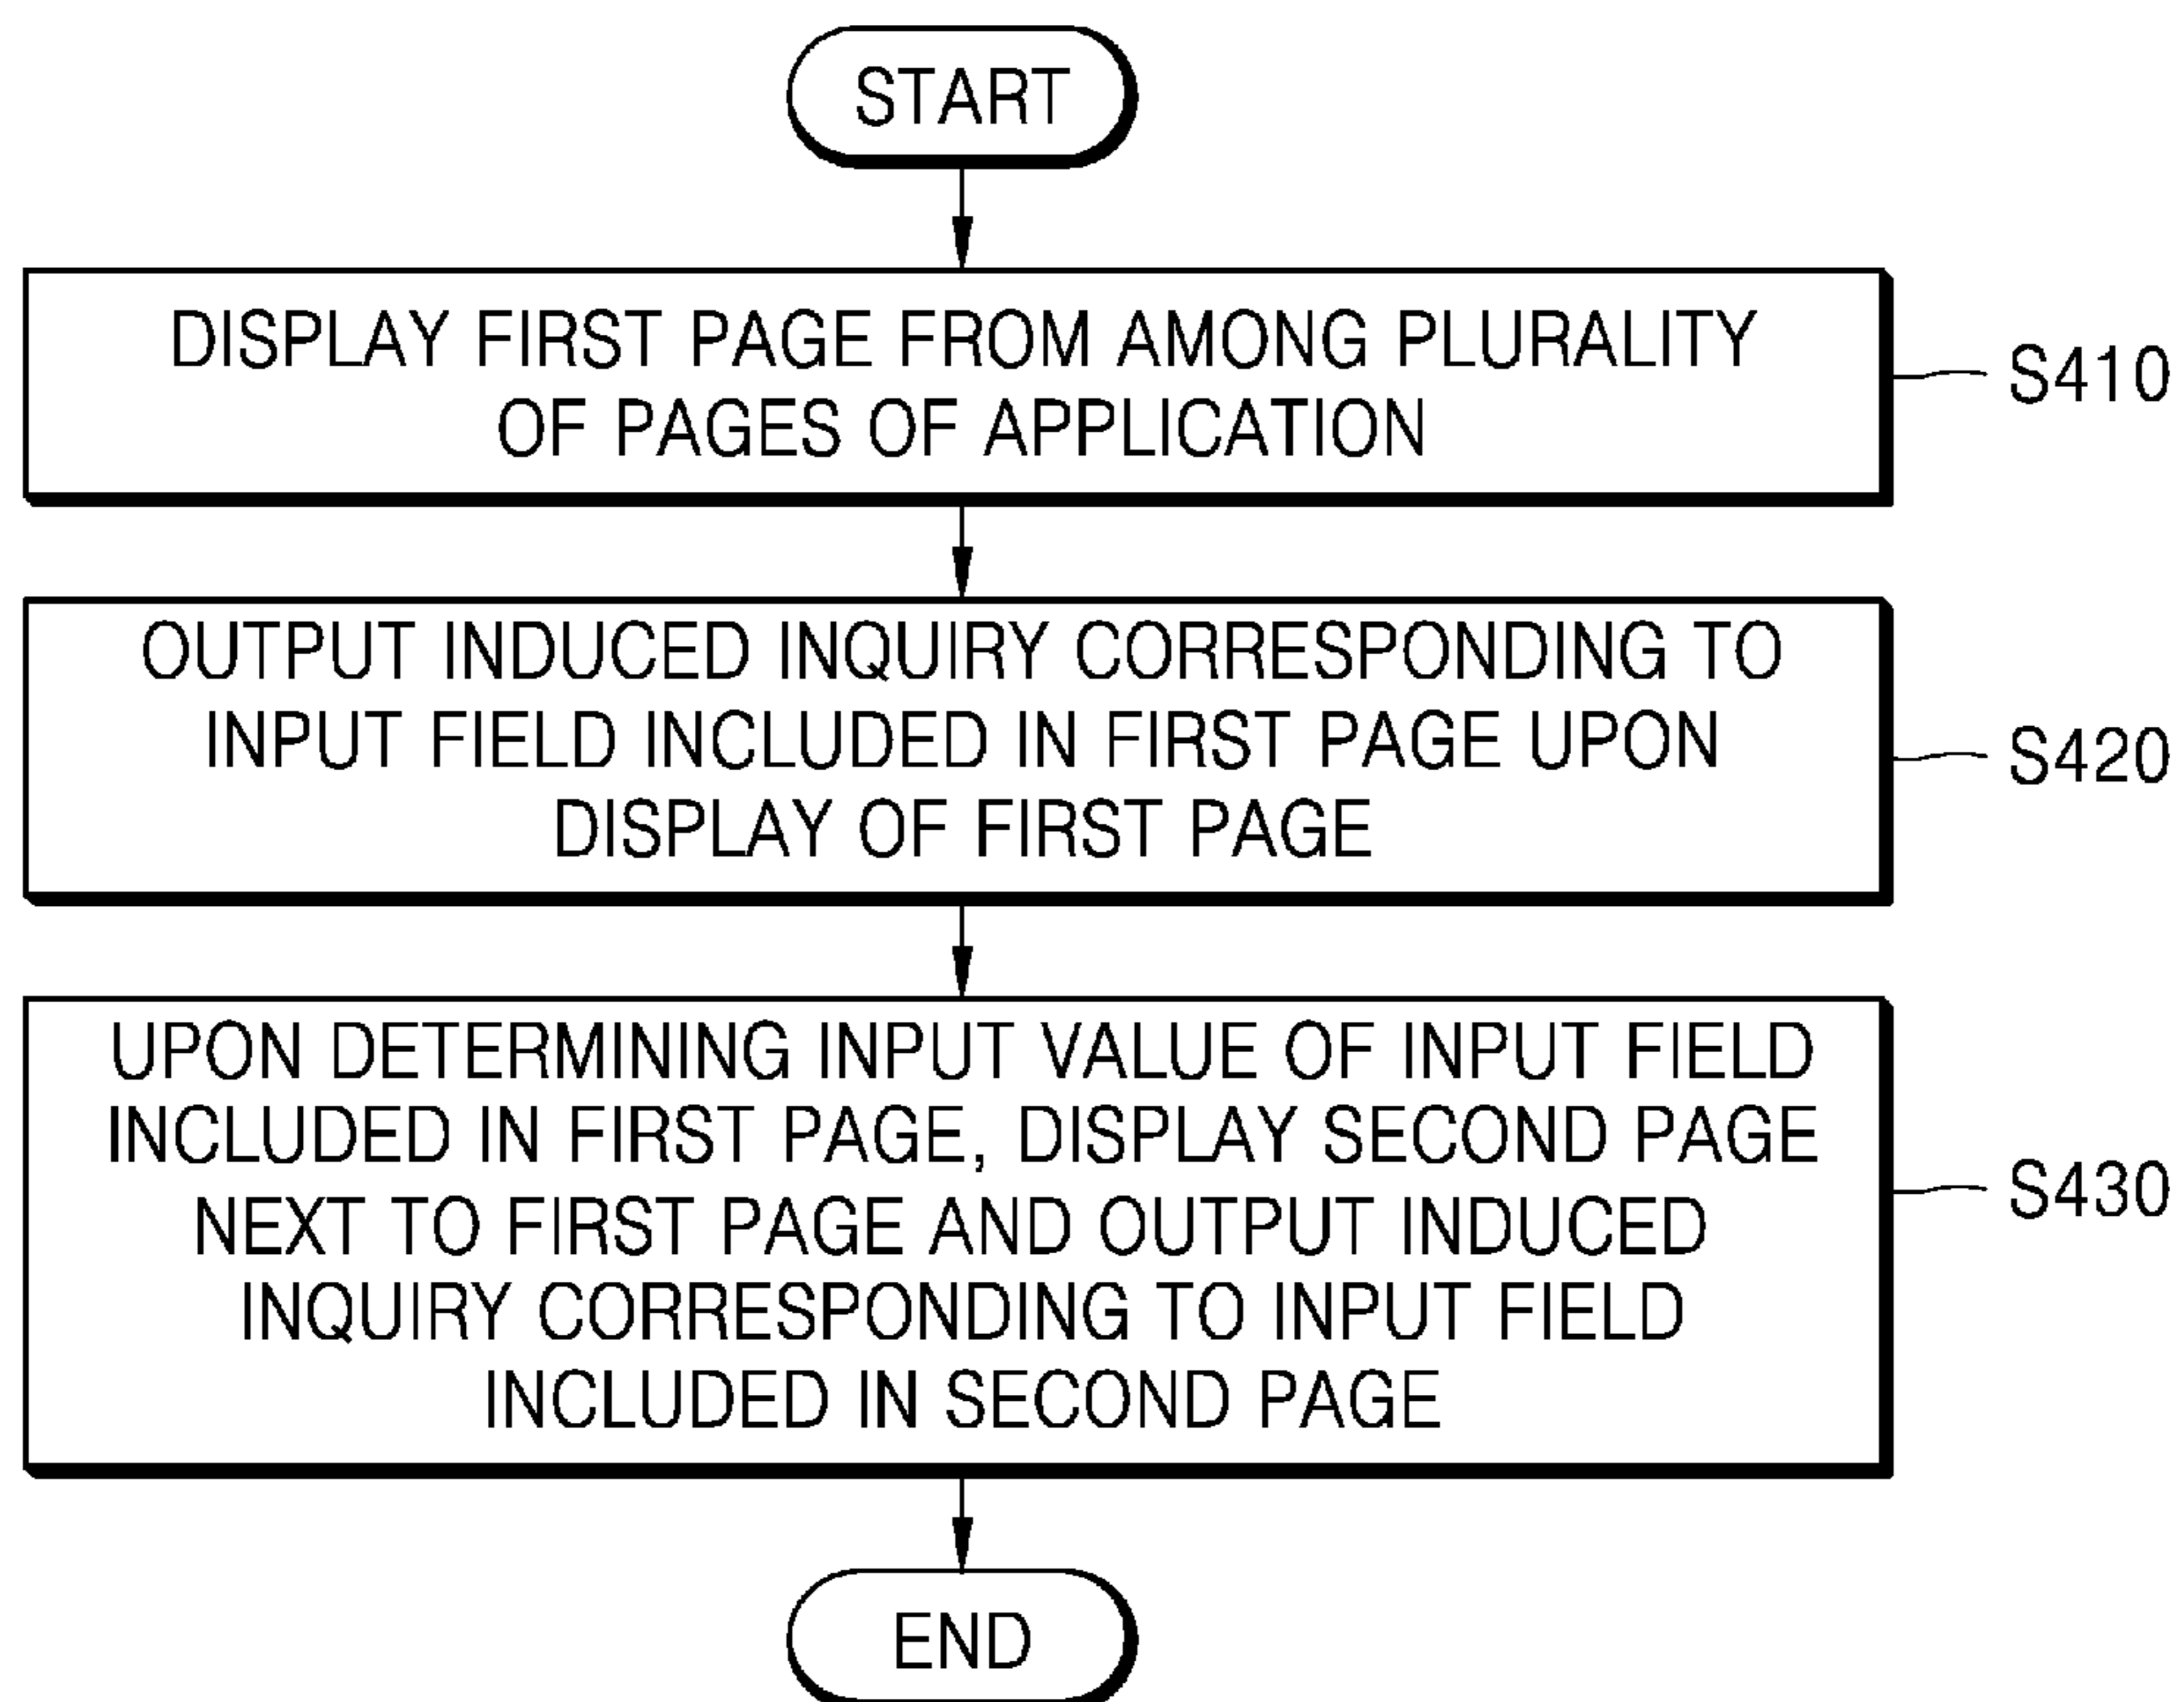 START
DISPLAY FIRST PAGE FROM AMONG PLURALITY
OF PAGES OF APPLICATION
S410
OUTPUT INDUCED INQUIRY CORRESPONDING TO
INPUT FIELD INCLUDED IN FIRST PAGE UPON
DISPLAY OF FIRST PAGE
S420
UPON DETERMINING INPUT VALUE OF INPUT FIELD
INCLUDED IN FIRST PAGE, DISPLAY SECOND PAGE
NEXT TO FIRST PAGE AND OUTPUT INDUCED
INQUIRY CORRESPONDING TO INPUT FIELD
INCLUDED IN SECOND PAGE
S430
END